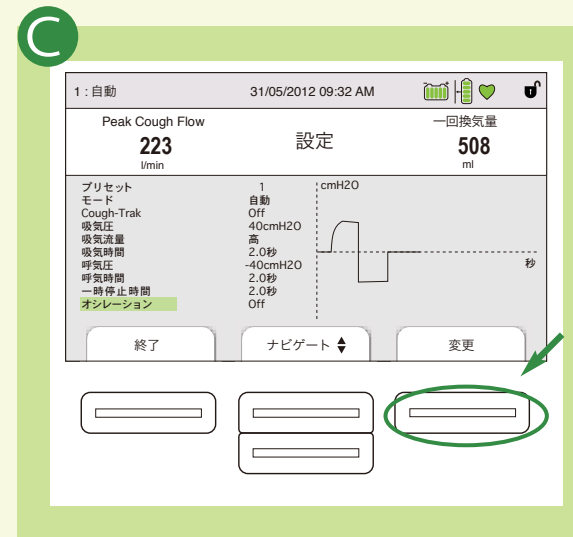 C
1 : 自動 31/05/2012 09:32 AM
Peak Cough Flow
223
l/min
設定
一回換気量
508
ml
プリセット 1
モード 自動
Cough-Trak Off
吸気圧 40cmH2O
吸気流量 高
吸気時間 2.0秒
呼気圧 -40cmH2O
呼気時間 2.0秒
一時停止時間 2.0秒
オシレーション Off
cmH2O
秒
終了 ナビゲート 変更